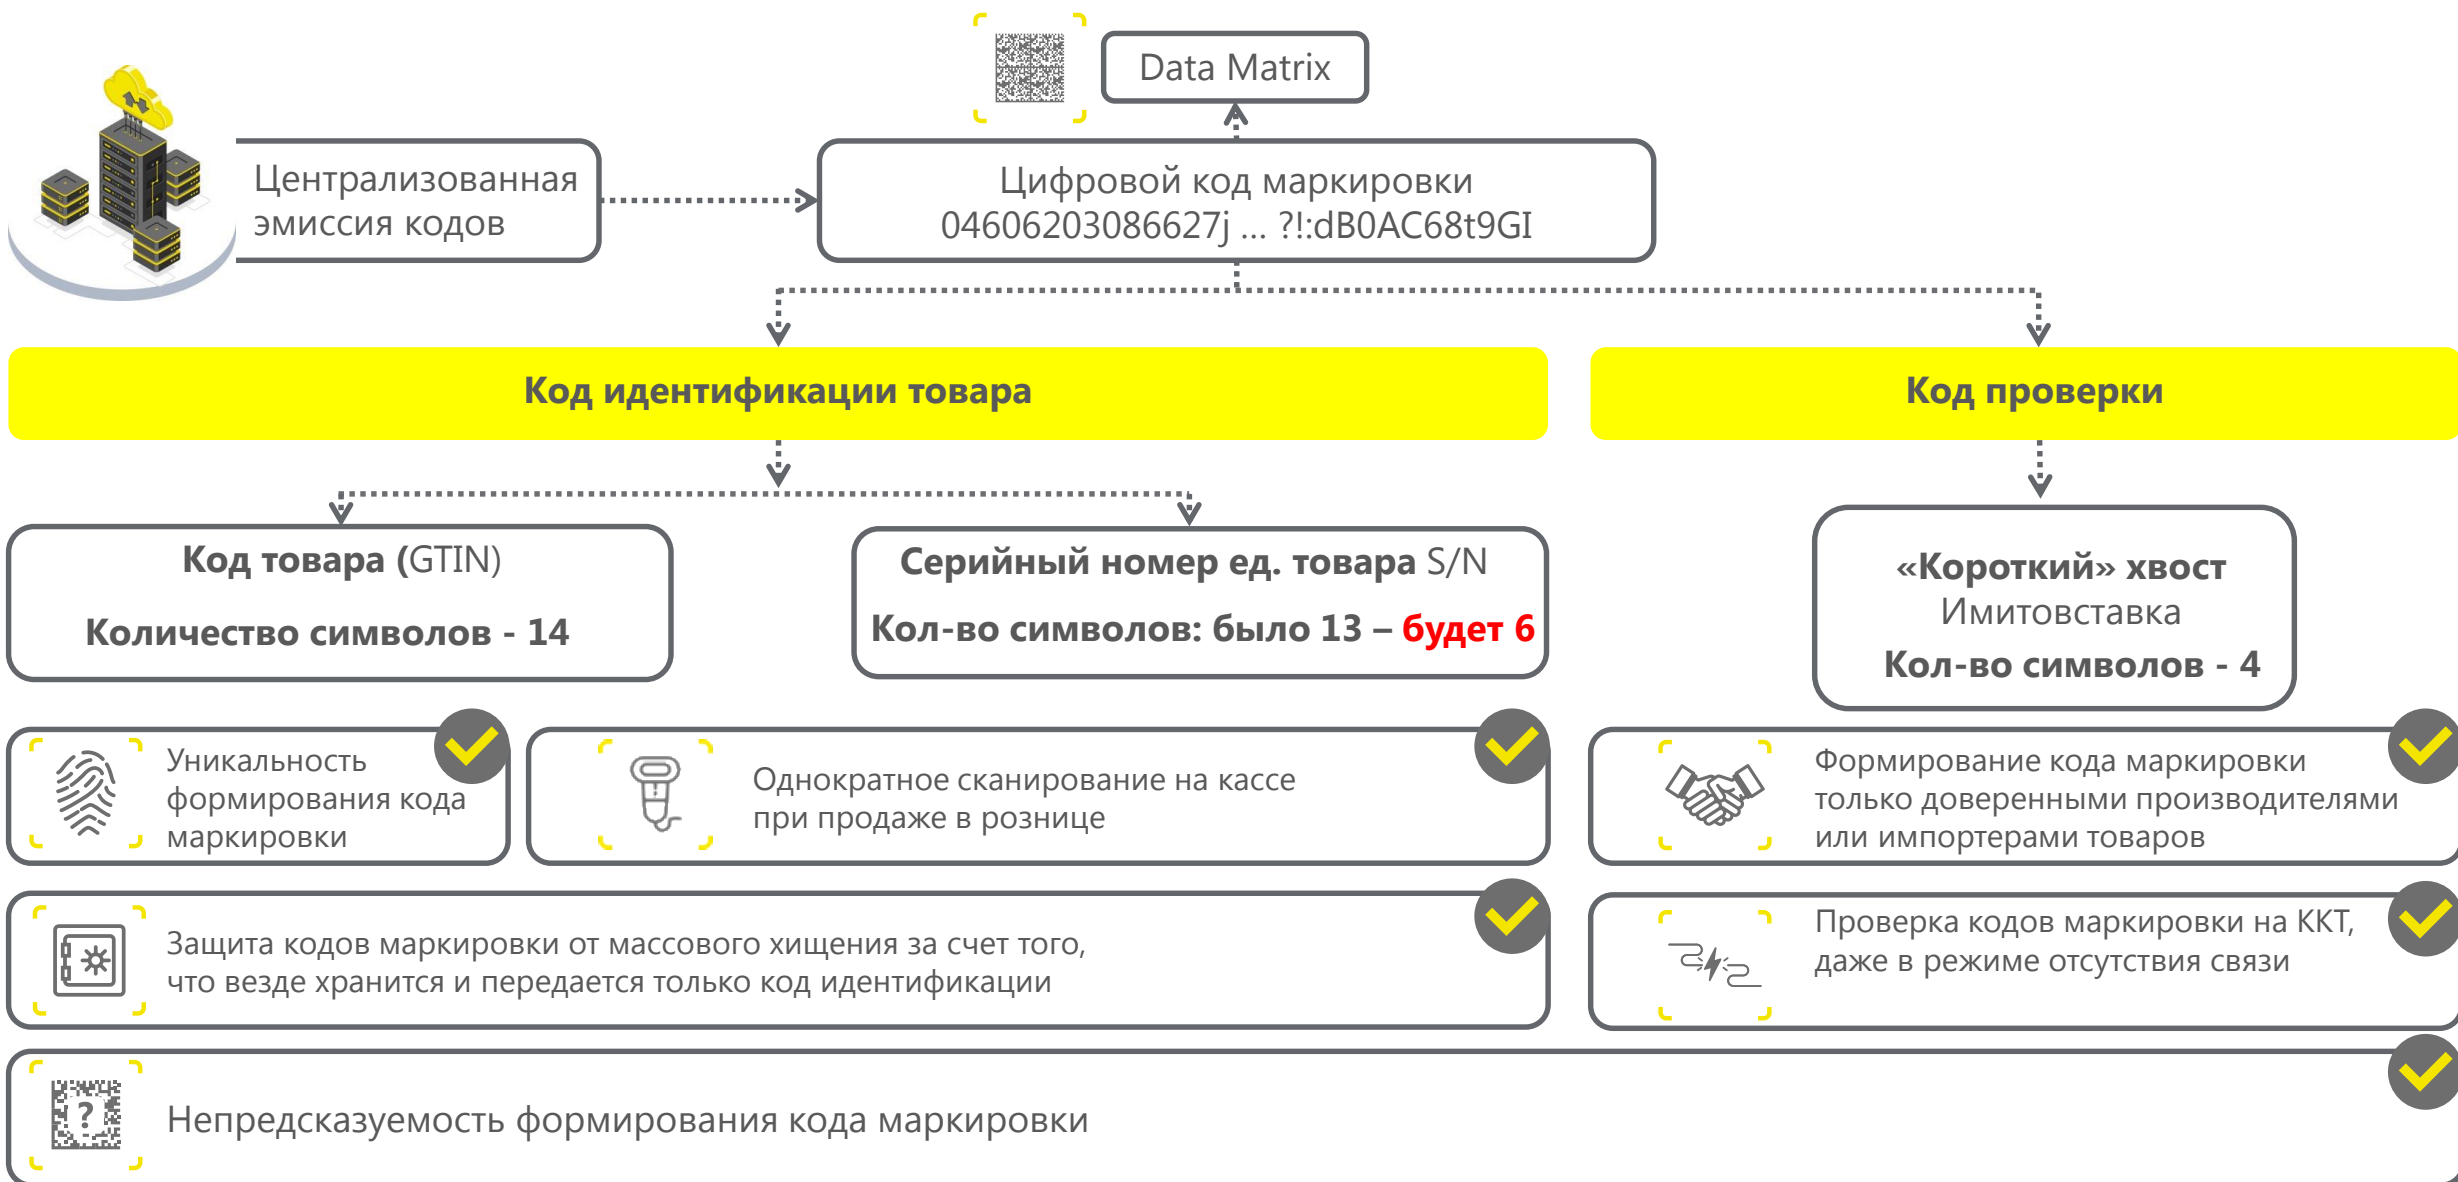 Data Matrix
Централизованная
эмиссия кодов
Цифровой код маркировки
04606203086627j ... ?!:dB0AC68t9GI
Код идентификации товара
Код проверки
Код товара (GTIN)
Количество символов - 14
Серийный номер ед. товара S/N
Кол-во символов: было 13 – будет 6
«Короткий» хвост
Имитовставка
Кол-во символов - 4
Уникальность
формирования кода
маркировки
Однократное сканирование на кассе
при продаже в рознице
Формирование кода маркировки
только доверенными производителями
или импортерами товаров
Защита кодов маркировки от массового хищения за счет того,
что везде хранится и передается только код идентификации
Проверка кодов маркировки на ККТ,
даже в режиме отсутствия связи
?
Непредсказуемость формирования кода маркировки